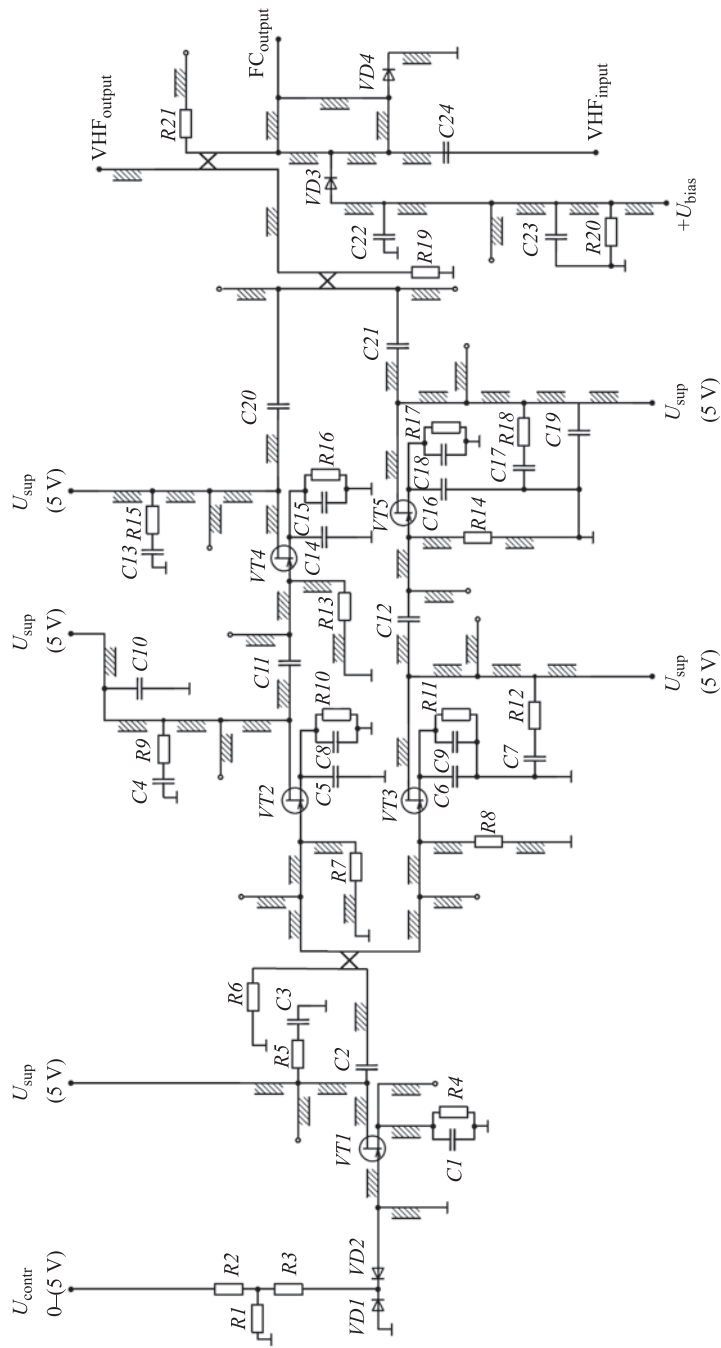 U_contr
0–(5 V)
R1
R2
R3
VD1
VD2
U_sup
(5 V)
R5
C3
R6
C2
VT1
C1
R4
R7
R8
VT2
C5
C8
R10
C4
R9
C10
U_sup
(5 V)
C11
VT3
C6
C9
R11
C7
R12
U_sup
(5 V)
C12
R13
VT4
C14
C15
R16
C13
R15
U_sup
(5 V)
C20
R14
VT5
C16
C18
R17
C17
R18
C19
U_sup
(5 V)
C21
R19
C22
VD3
C23
R20
+U_bias
VHF_output
R21
FC_output
VD4
C24
VHF_input